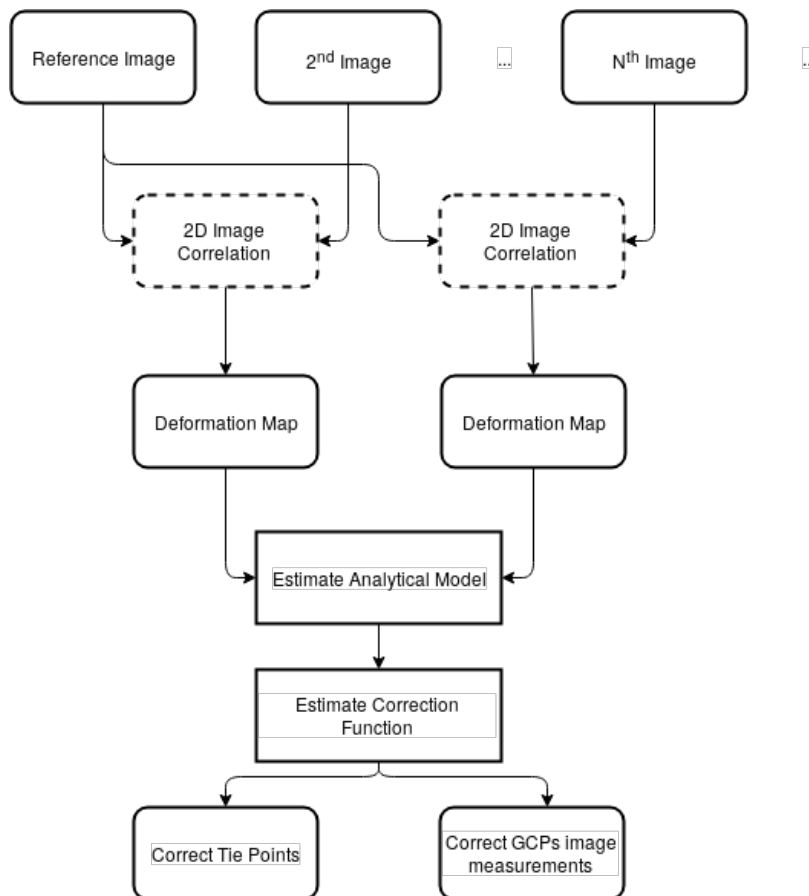 Reference Image
2nd Image
...
Nth Image
..
2D Image
Correlation
2D Image
Correlation
Deformation Map
Deformation Map
Estimate Analytical Model
Estimate Correction
Function
Correct Tie Points
Correct GCPs image
measurements